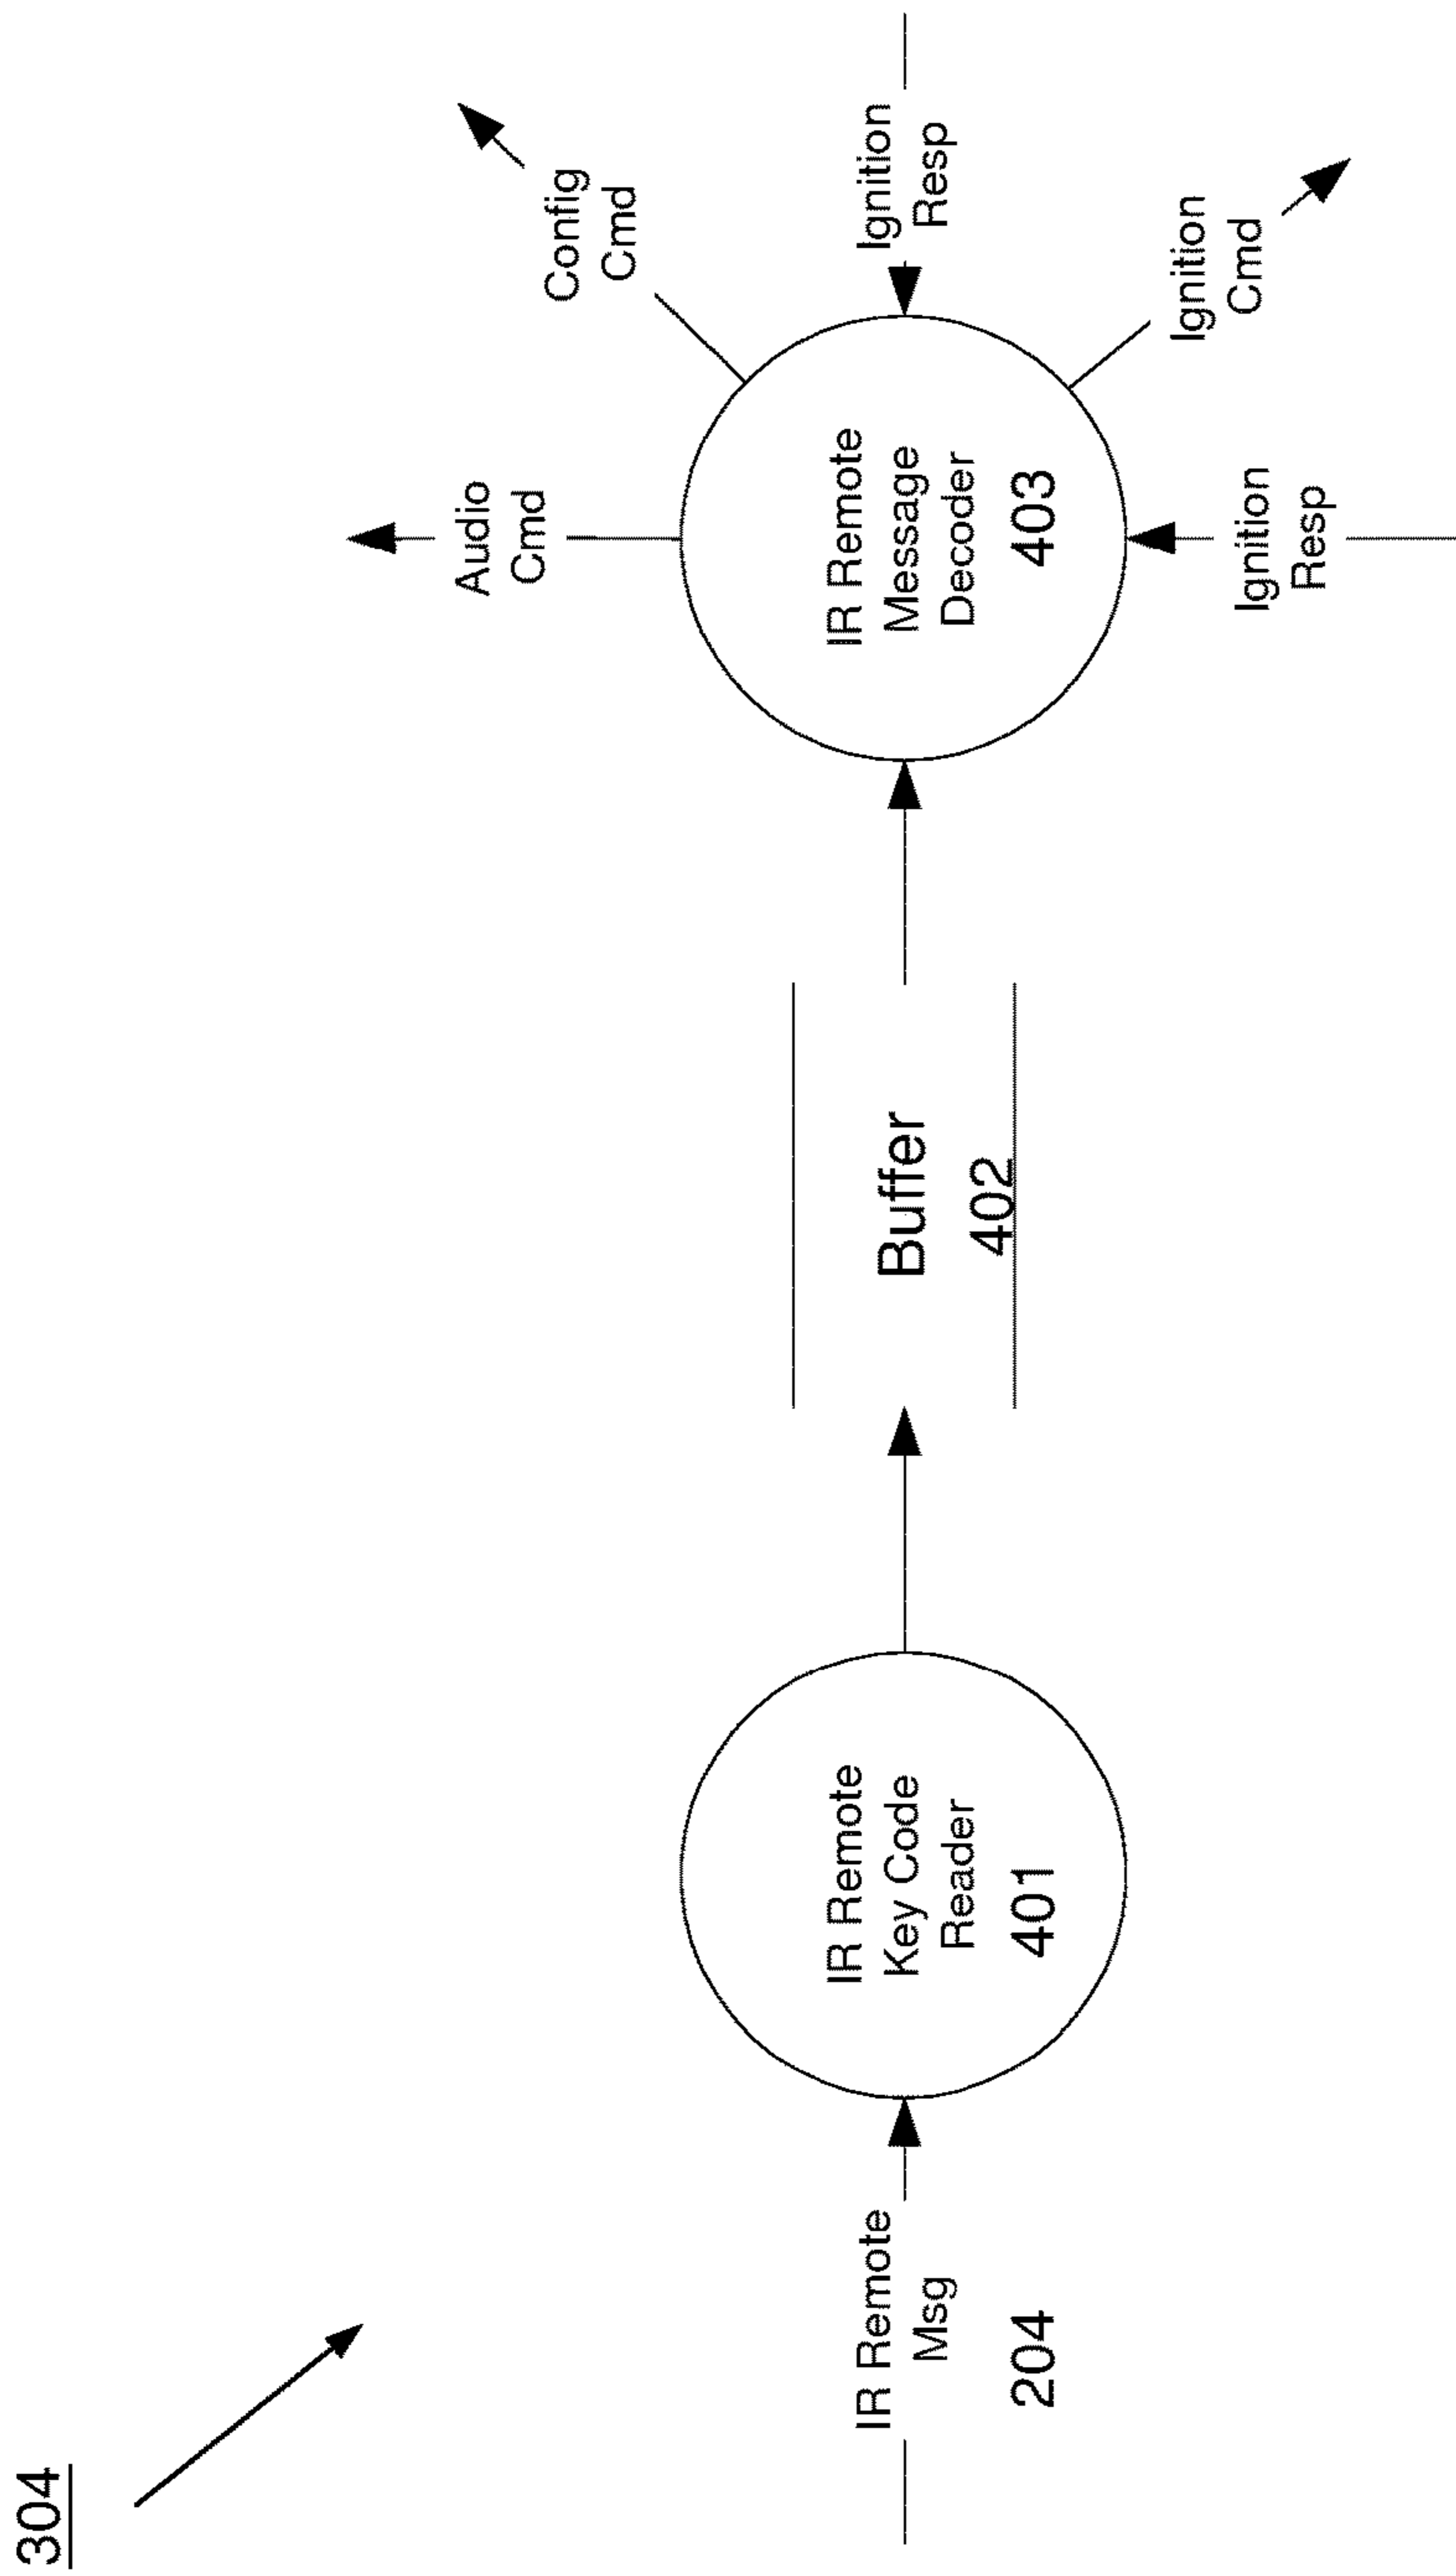 304
IR Remote
Msg
204
IR Remote
Key Code
Reader
401
Buffer
402
IR Remote
Message
Decoder
403
Audio
Cmd
Config
Cmd
Ignition
Resp
Ignition
Cmd
Ignition
Resp